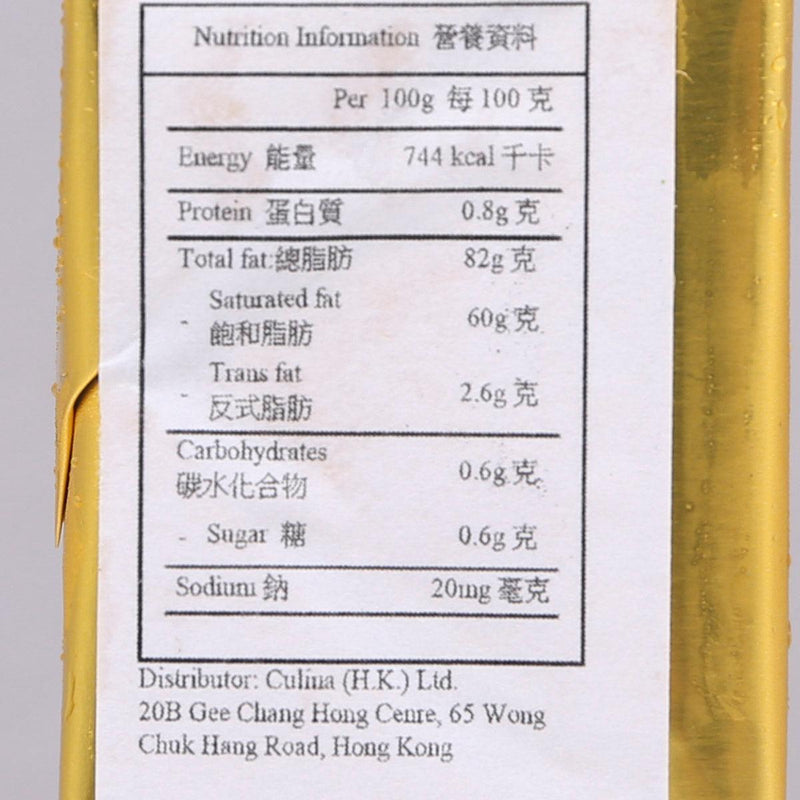 Nutrition Information 營養資料
Per 100g 每 100 克
Energy 能量 744 kcal 千卡
Protein 蛋白質 0.8g 克
Total fat:總脂肪 82g 克
- Saturated fat 60g 克
飽和脂肪
- Trans fat 2.6g 克
反式脂肪
Carbohydrates 0.6g 克
碳水化合物
- Sugar 糖 0.6g 克
Sodium 鈉 20mg 毫克
Distributor: Culina (H.K.) Ltd.
20B Gee Chang Hong Cenre, 65 Wong
Chuk Hang Road, Hong Kong